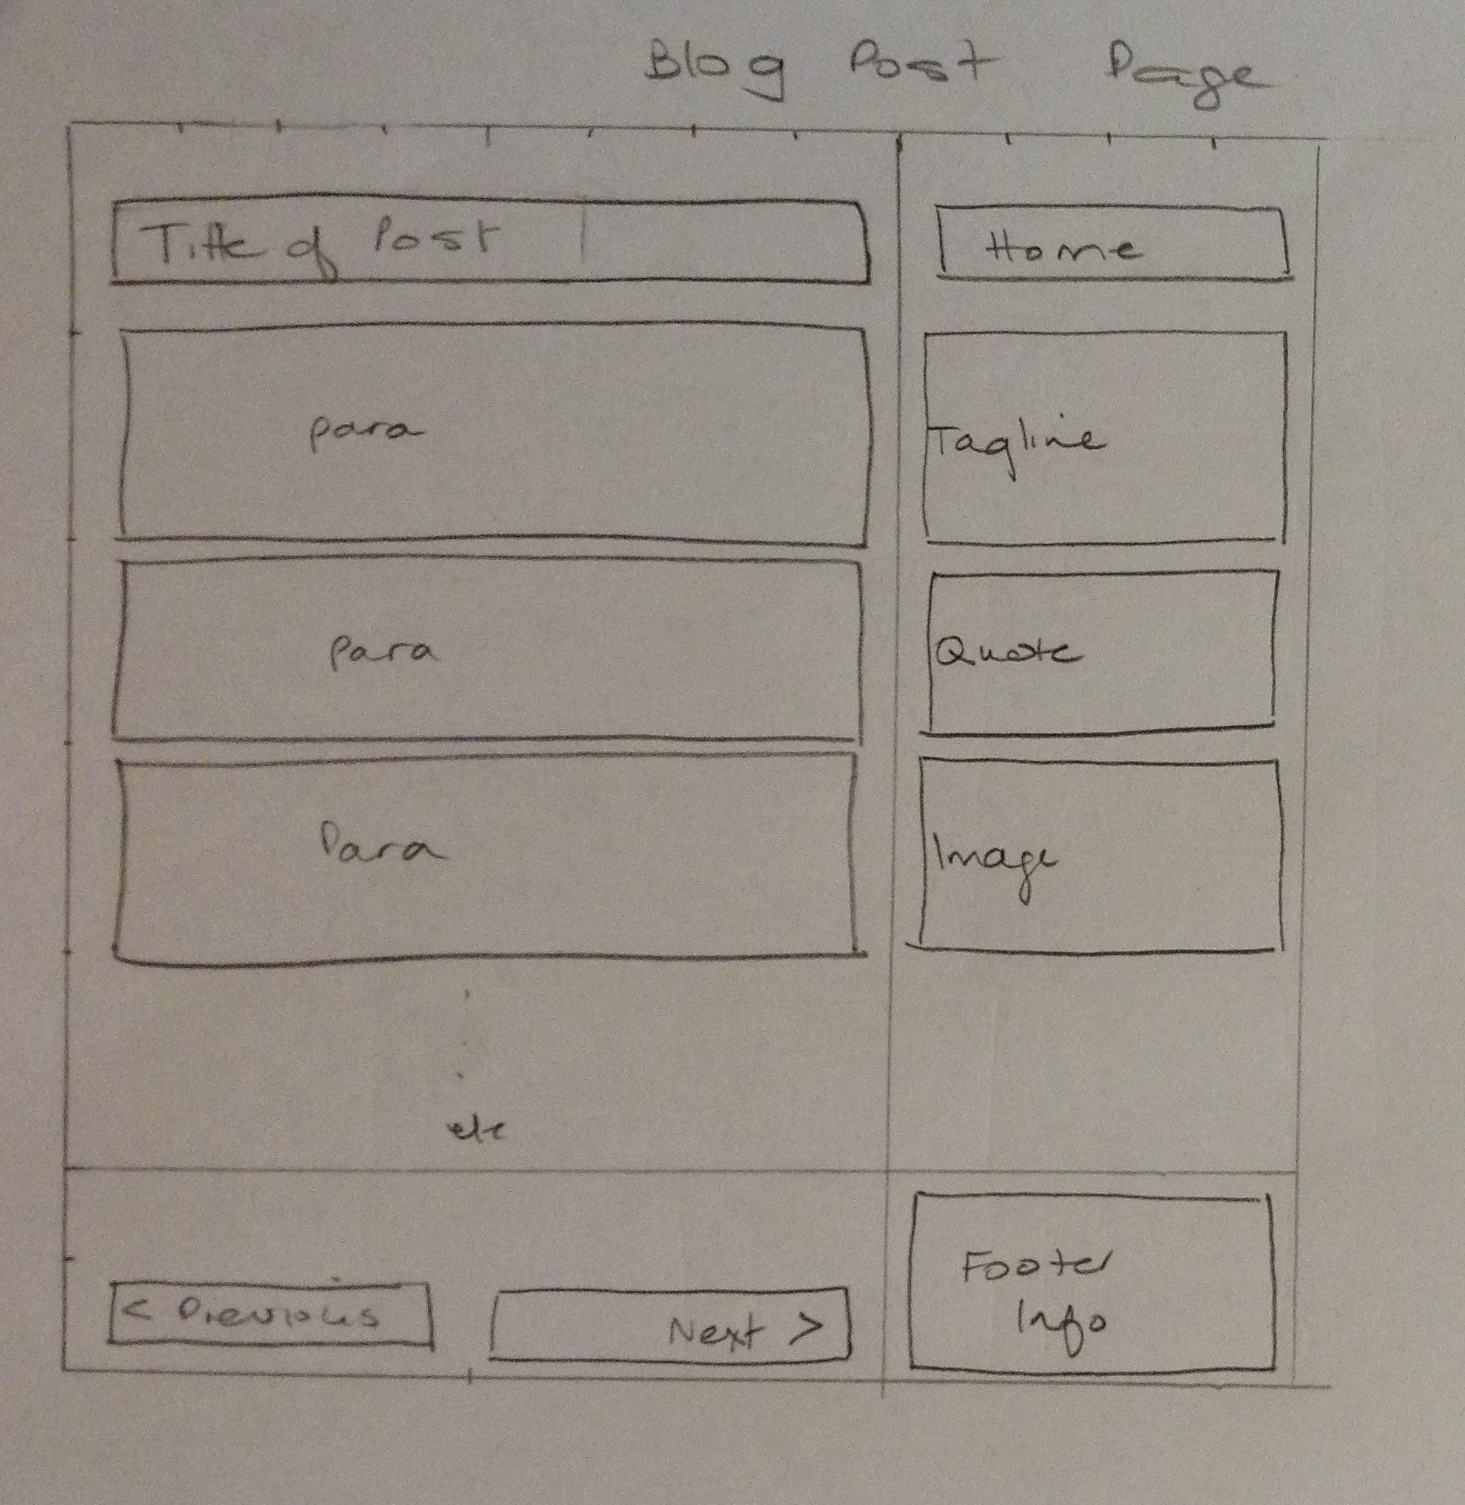 Blog Post Page
Title of Post
Home
para
Tagline
para
Quote
Para
Image
etc
< Previous
Next >
Footer
Info